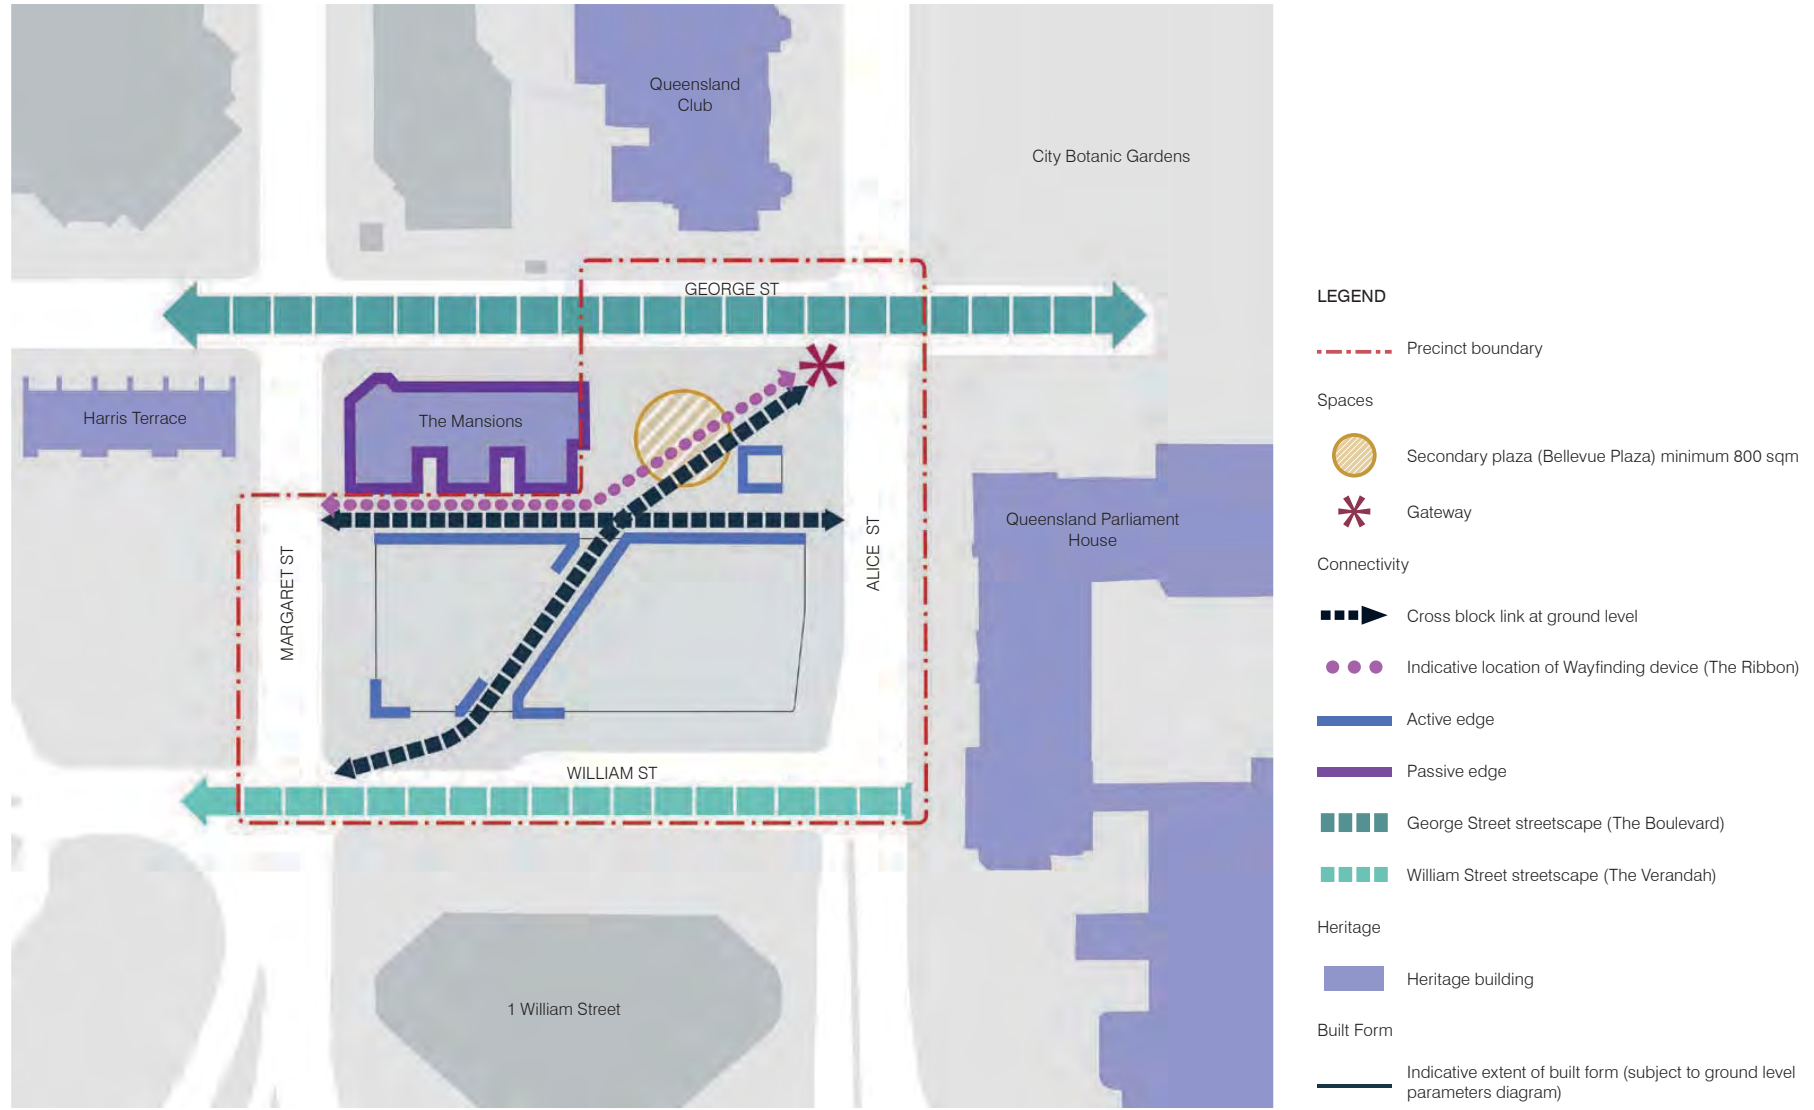 Queensland
Club
City Botanic Gardens
GEORGE ST
Harris Terrace
The Mansions
Queensland Parliament
House
MARGARET ST
ALICE ST
WILLIAM ST
1 William Street
LEGEND
Precinct boundary
Spaces
Secondary plaza (Bellevue Plaza) minimum 800 sqm
Gateway
Connectivity
Cross block link at ground level
Indicative location of Wayfinding device (The Ribbon)
Active edge
Passive edge
George Street streetscape (The Boulevard)
William Street streetscape (The Verandah)
Heritage
Heritage building
Built Form
Indicative extent of built form (subject to ground level
parameters diagram)